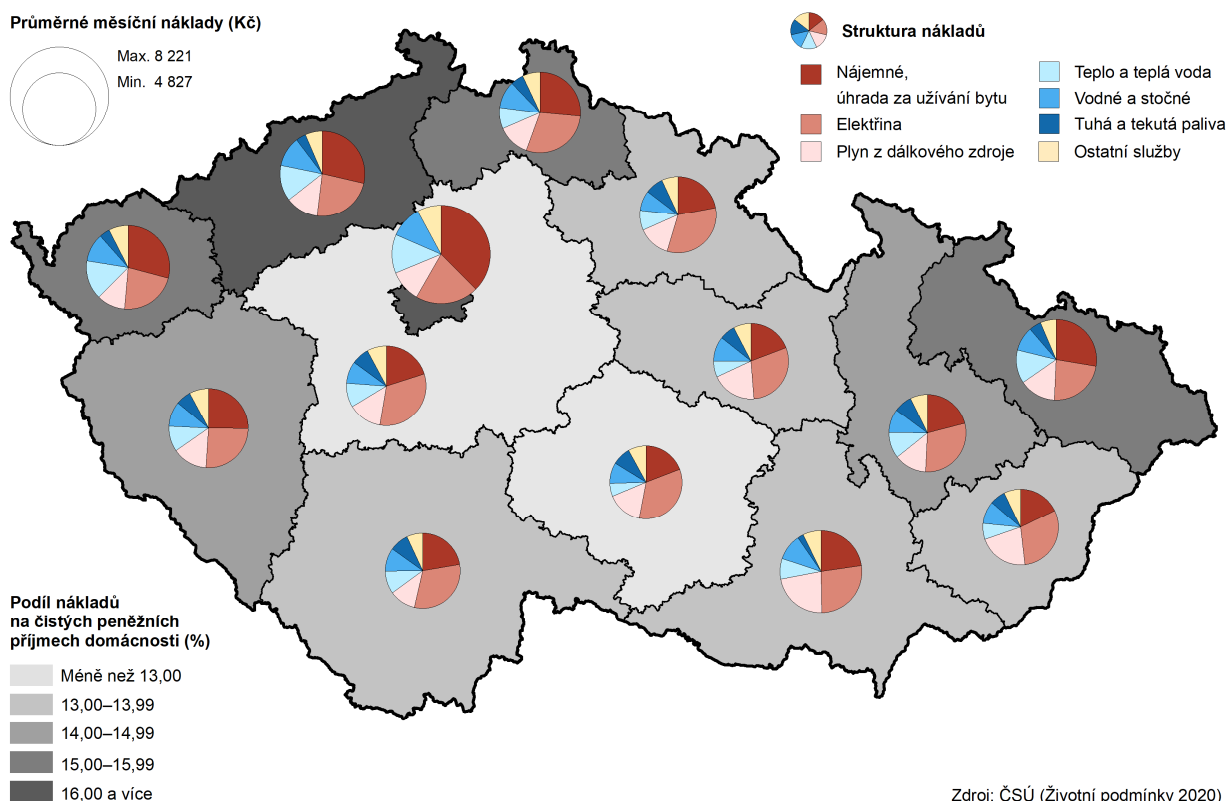 Průměrné měsíční náklady (Kč)
Max. 8 221
Min. 4 827
Struktura nákladů
Nájemné,
úhrada za užívání bytu
Elektřina
Plyn z dálkového zdroje
Teplo a teplá voda
Vodné a stočné
Tuhá a tekutá paliva
Ostatní služby
Podíl nákladů
na čistých peněžních
příjmech domácnosti (%)
Méně než 13,00
13,00–13,99
14,00–14,99
15,00–15,99
16,00 a více
Zdroj: ČSÚ (Životní podmínky 2020)